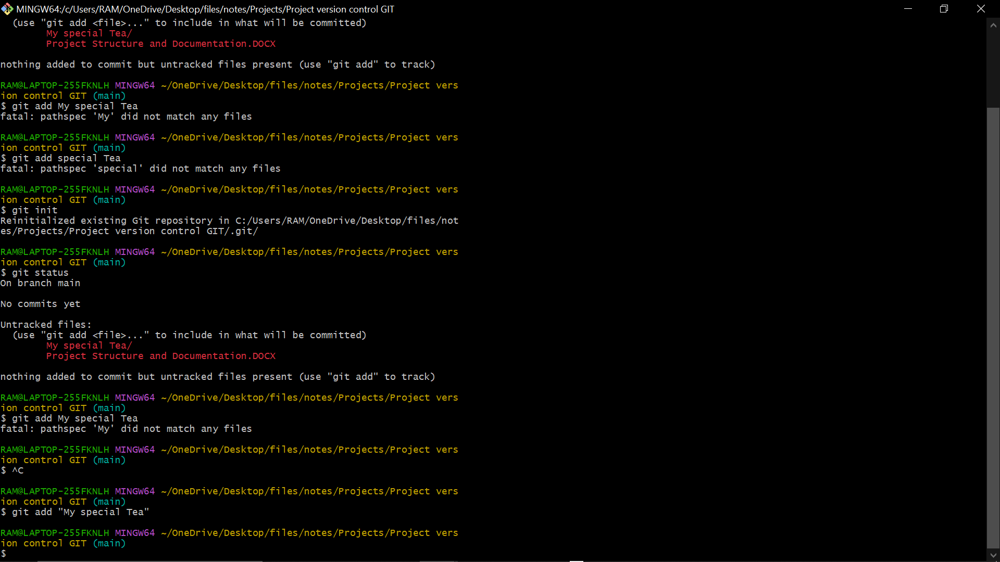 MINGW64:/c/Users/RAM/OneDrive/Desktop/files/notes/Projects/Project version control GIT
(use "git add <file>..." to include in what will be committed)
My special Tea/
Project Structure and Documentation.DOCX
nothing added to commit but untracked files present (use "git add" to track)
RAM@LAPTOP-255FKNLH MINGW64 ~/OneDrive/Desktop/files/notes/Projects/Project vers
ion control GIT (main)
$ git add My special Tea
fatal: pathspec 'My' did not match any files
RAM@LAPTOP-255FKNLH MINGW64 ~/OneDrive/Desktop/files/notes/Projects/Project vers
ion control GIT (main)
$ git add special Tea
fatal: pathspec 'special' did not match any files
RAM@LAPTOP-255FKNLH MINGW64 ~/OneDrive/Desktop/files/notes/Projects/Project vers
ion control GIT (main)
$ git init
Reinitialized existing Git repository in C:/Users/RAM/OneDrive/Desktop/files/not
es/Projects/Project version control GIT/.git/
RAM@LAPTOP-255FKNLH MINGW64 ~/OneDrive/Desktop/files/notes/Projects/Project vers
ion control GIT (main)
$ git status
On branch main
No commits yet
Untracked files:
(use "git add <file>..." to include in what will be committed)
My special Tea/
Project Structure and Documentation.DOCX
nothing added to commit but untracked files present (use "git add" to track)
RAM@LAPTOP-255FKNLH MINGW64 ~/OneDrive/Desktop/files/notes/Projects/Project vers
ion control GIT (main)
$ git add My special Tea
fatal: pathspec 'My' did not match any files
RAM@LAPTOP-255FKNLH MINGW64 ~/OneDrive/Desktop/files/notes/Projects/Project vers
ion control GIT (main)
$ ^C
RAM@LAPTOP-255FKNLH MINGW64 ~/OneDrive/Desktop/files/notes/Projects/Project vers
ion control GIT (main)
$ git add "My special Tea"
RAM@LAPTOP-255FKNLH MINGW64 ~/OneDrive/Desktop/files/notes/Projects/Project vers
ion control GIT (main)
$